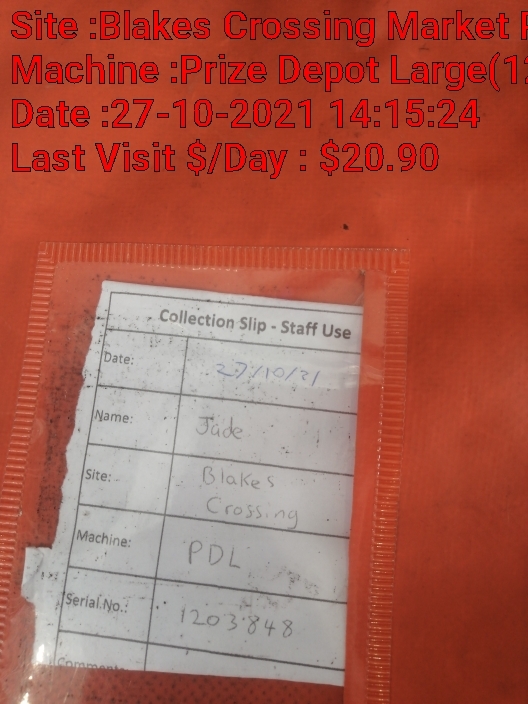 Site :Blakes Crossing Market
Machine :Prize Depot Large(12
Date :27-10-2021 14:15:24
Last Visit $/Day : $20.90
Collection Slip - Staff Use
Date: 27/10/21
Name: Jade
Site: Blakes
Crossing
Machine: PDL
Serial.No.: 1203848